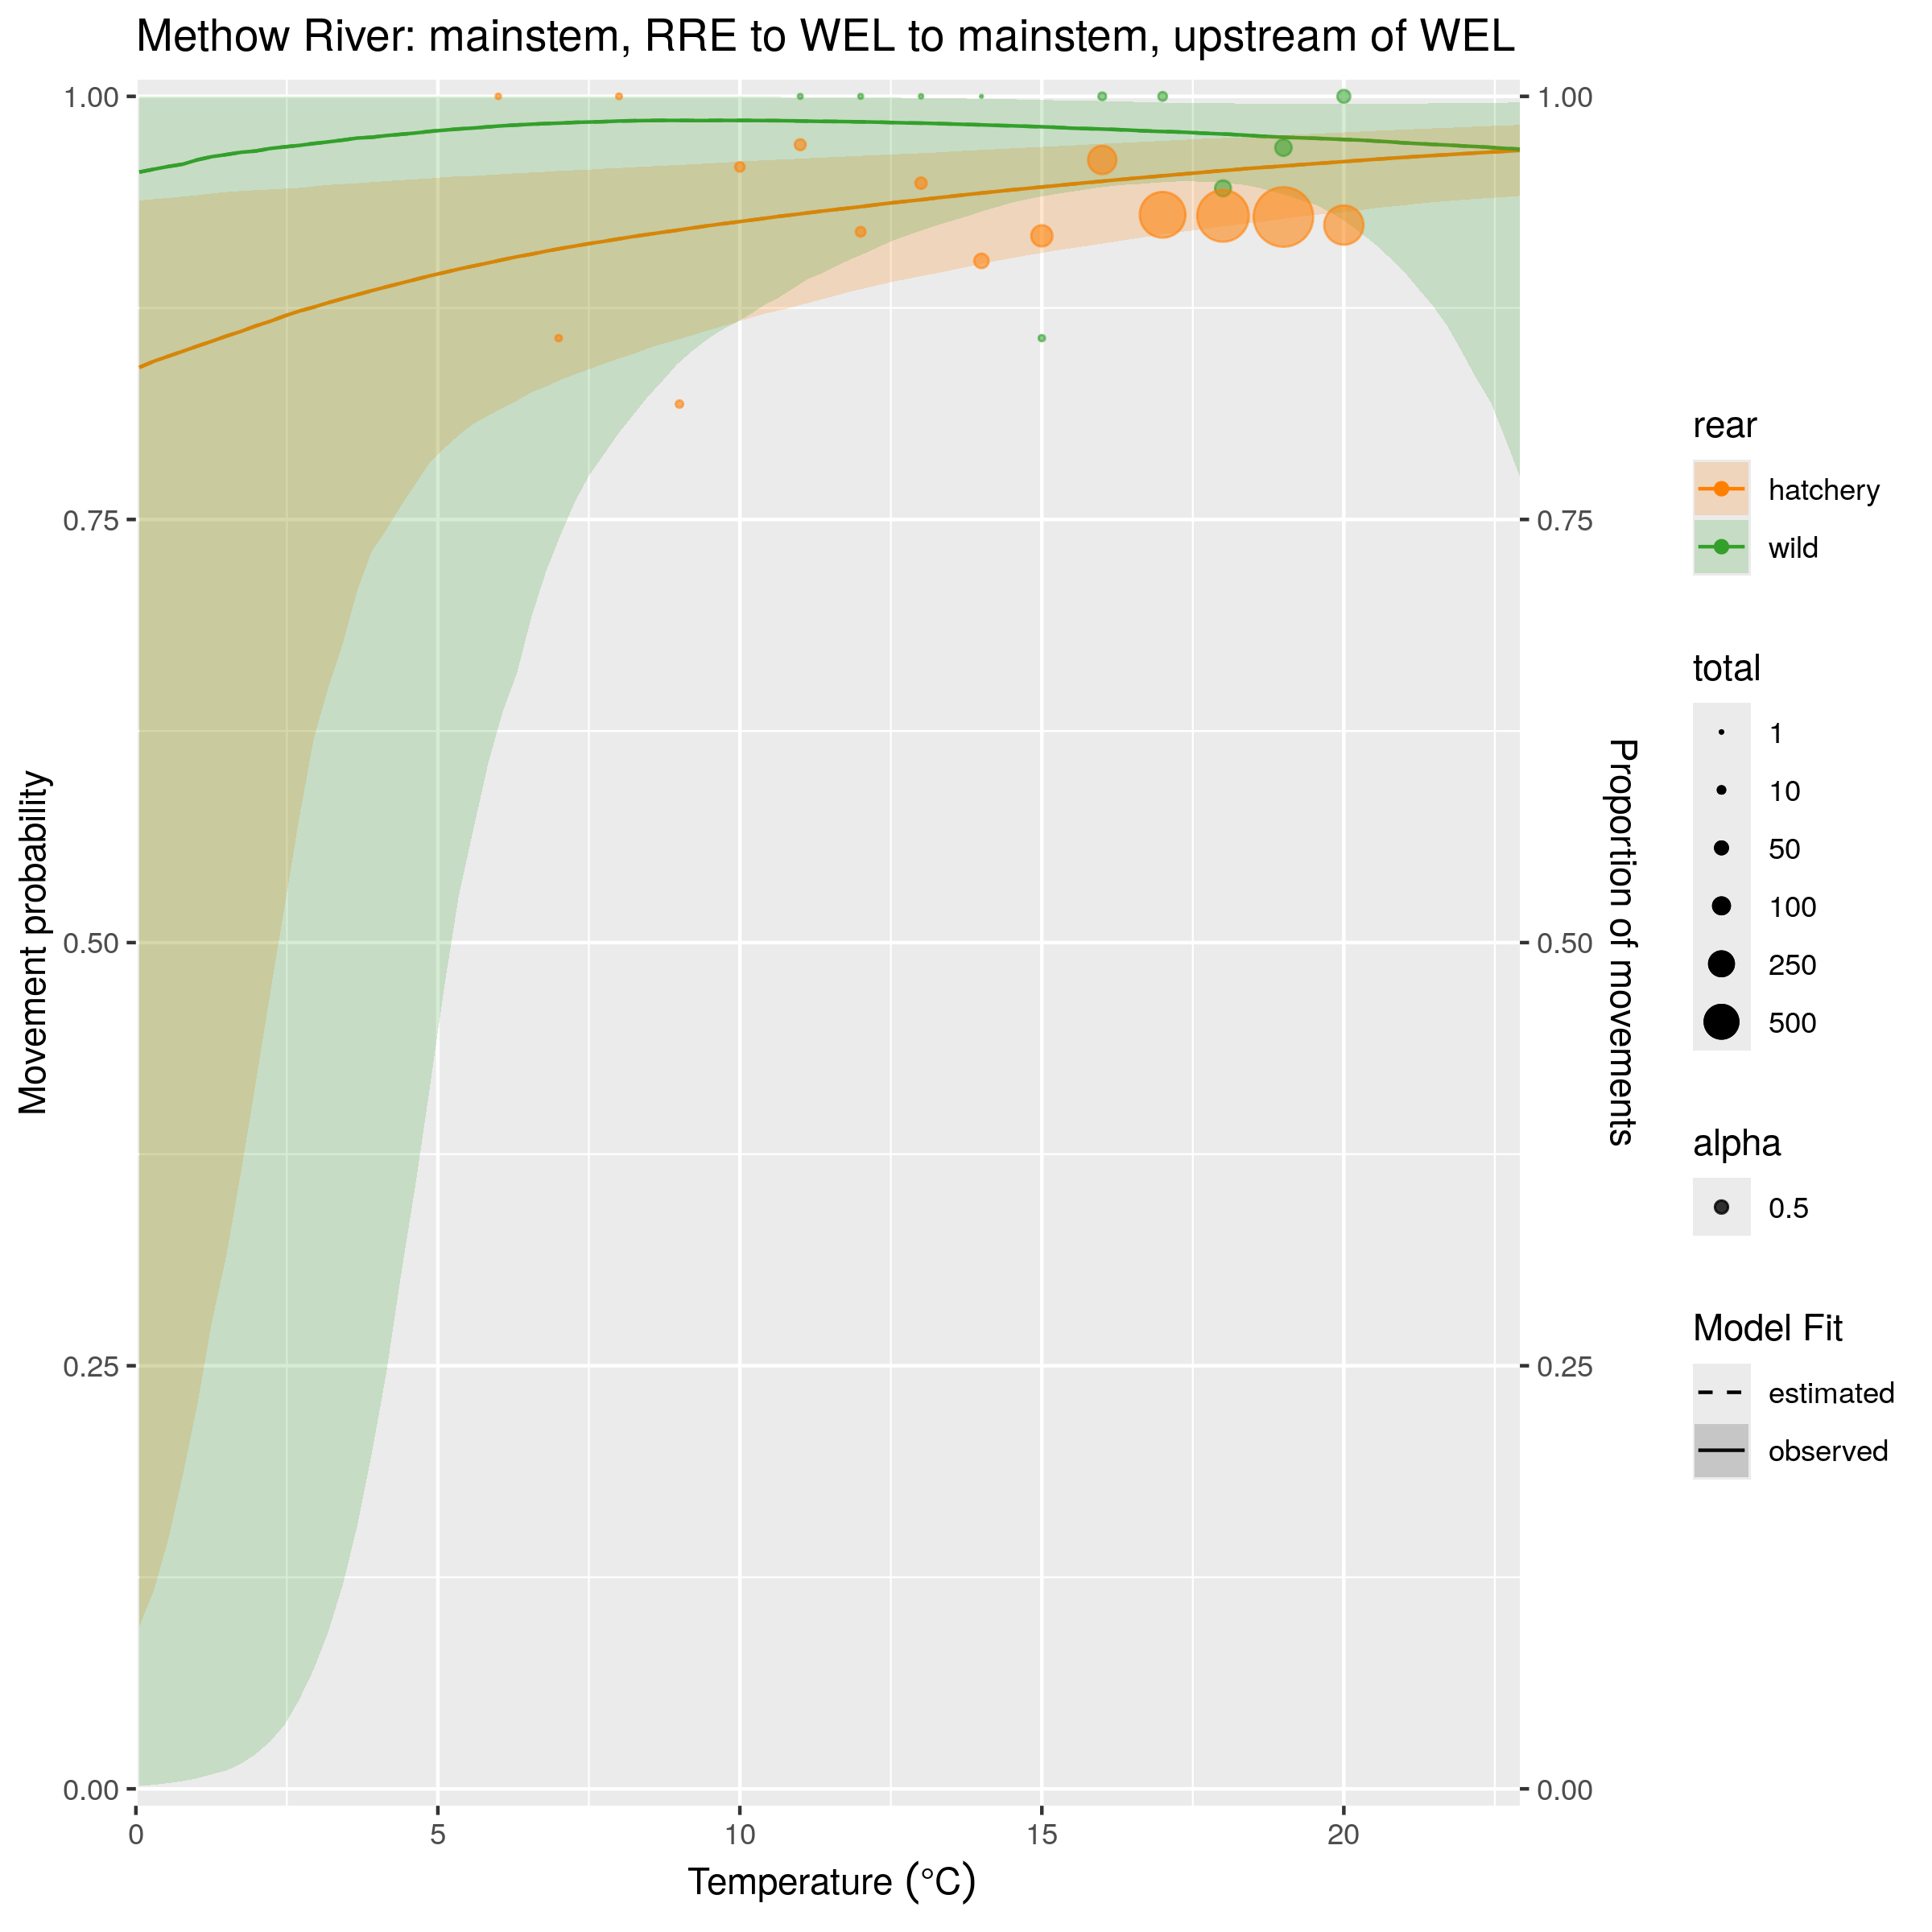 Methow River: mainstem, RRE to WEL to mainstem, upstream of WEL
Movement probability
1.00
0.75
0.50
0.25
0.00
0
5
10
15
20
Temperature (°C)
1.00
0.75
0.50
0.25
0.00
Proportion of movements
rear
hatchery
wild
total
1
10
50
100
250
500
alpha
0.5
Model Fit
estimated
observed